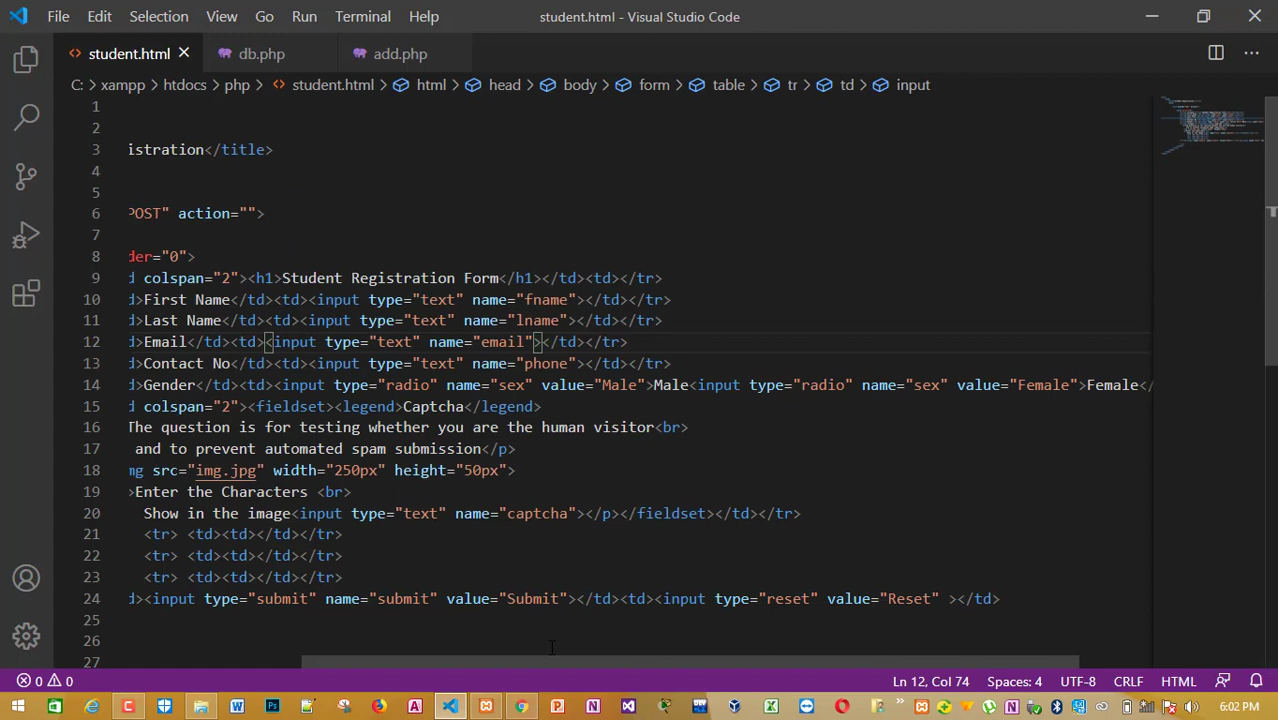 File Edit Selection View Go Run Terminal Help student.html - Visual Studio Code
student.html db.php add.php
C: > xampp > htdocs > php > student.html > html > head > body > form > table > tr > td > input
1
2
3 istration</title>
4
5
6 POST" action="">
7
8 der="0">
9 d colspan="2"><h1>Student Registration Form</h1></td><td></tr>
10 d>First Name</td><td><input type="text" name="fname"></td></tr>
11 d>Last Name</td><td><input type="text" name="lname"></td></tr>
12 d>Email</td><td><input type="text" name="email"></td></tr>
13 d>Contact No</td><td><input type="text" name="phone"></td></tr>
14 d>Gender</td><td><input type="radio" name="sex" value="Male">Male<input type="radio" name="sex" value="Female">Female</
15 d colspan="2"><fieldset><legend>Captcha</legend>
16 The question is for testing whether you are the human visitor<br>
17 and to prevent automated spam submission</p>
18 mg src="img.jpg" width="250px" height="50px">
19 >Enter the Characters <br>
20 Show in the image<input type="text" name="captcha"></p></fieldset></td></tr>
21 <tr> <td><td></td></tr>
22 <tr> <td><td></td></tr>
23 <tr> <td><td></td></tr>
24 d><input type="submit" name="submit" value="Submit"></td><td><input type="reset" value="Reset" ></td>
25
26
27
0 0 Ln 12, Col 74 Spaces: 4 UTF-8 CRLF HTML
6:02 PM